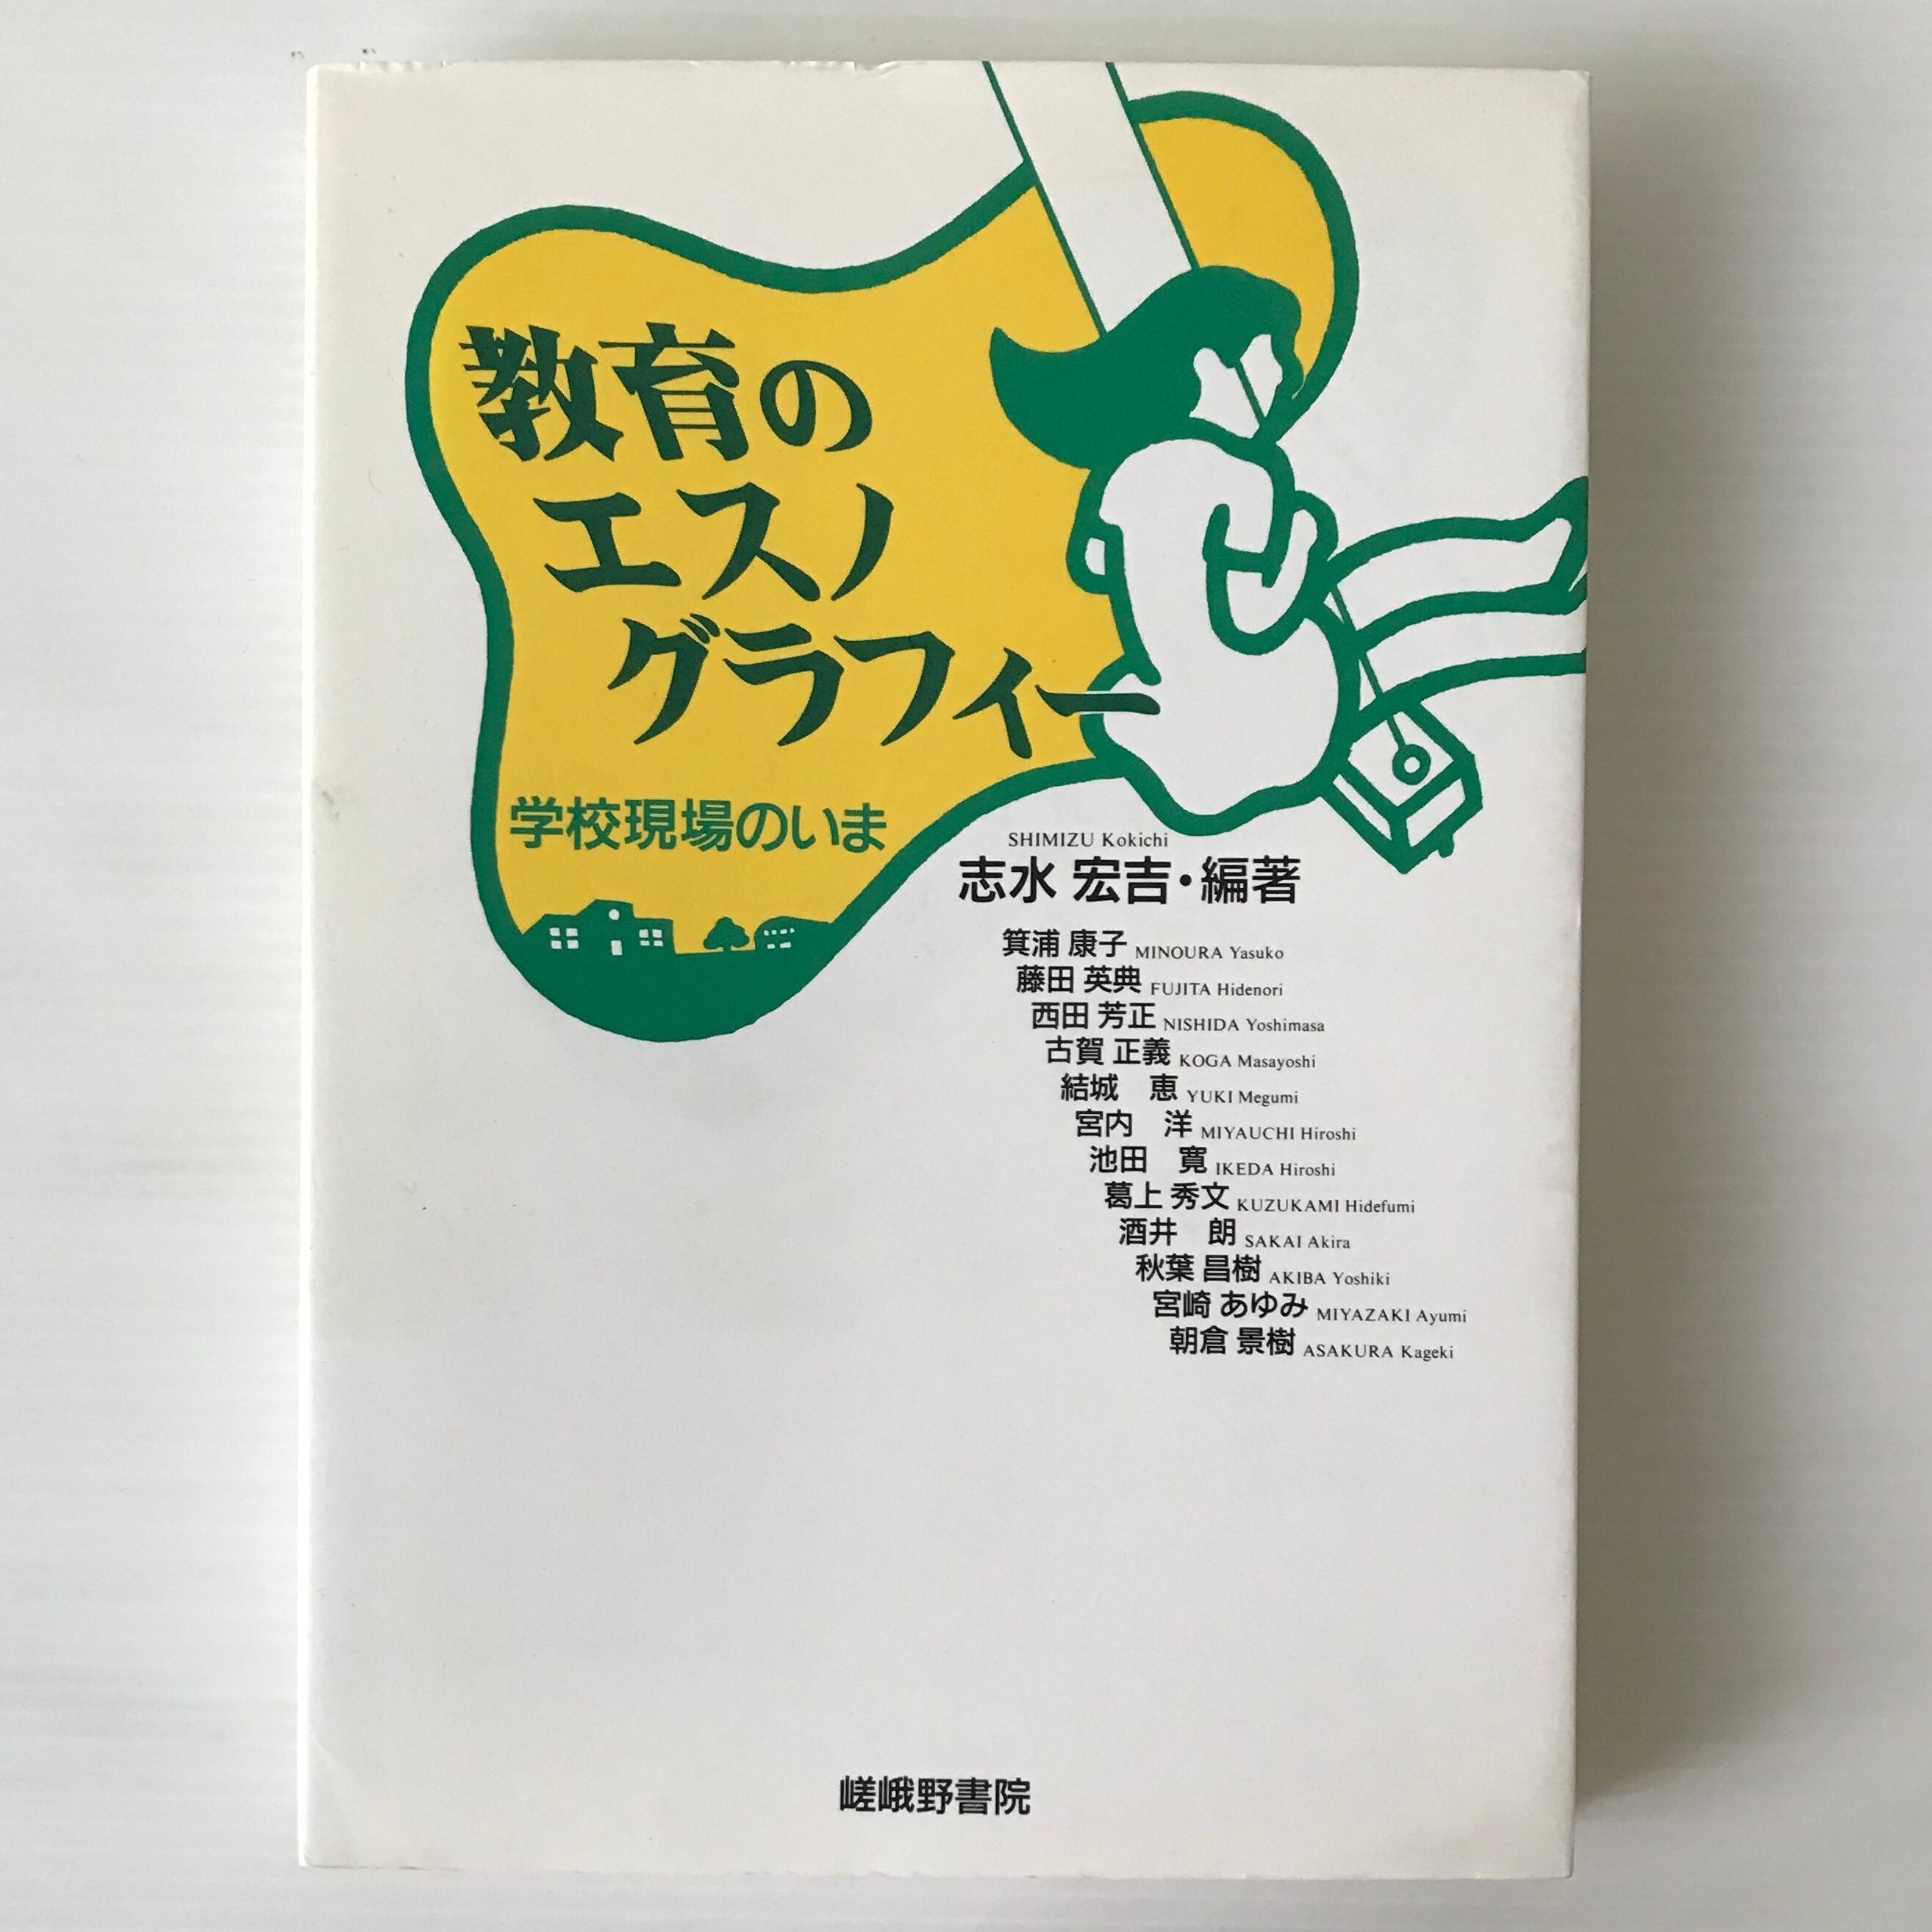 教育の
エスノ
グラフィー
学校現場のいま
SHIMIZU Kokichi
志水 宏吉・編著
箕浦 康子 MINOURA Yasuko
藤田 英典 FUJITA Hidenori
西田 芳正 NISHIDA Yoshimasa
古賀 正義 KOGA Masayoshi
結城 恵 YUKI Megumi
宮内 洋 MIYAUCHI Hiroshi
池田 寛 IKEDA Hiroshi
葛上 秀文 KUZUKAMI Hidefumi
酒井 朗 SAKAI Akira
秋葉 昌樹 AKIBA Yoshiki
宮崎 あゆみ MIYAZAKI Ayumi
朝倉 景樹 ASAKURA Kageki
嵯峨野書院